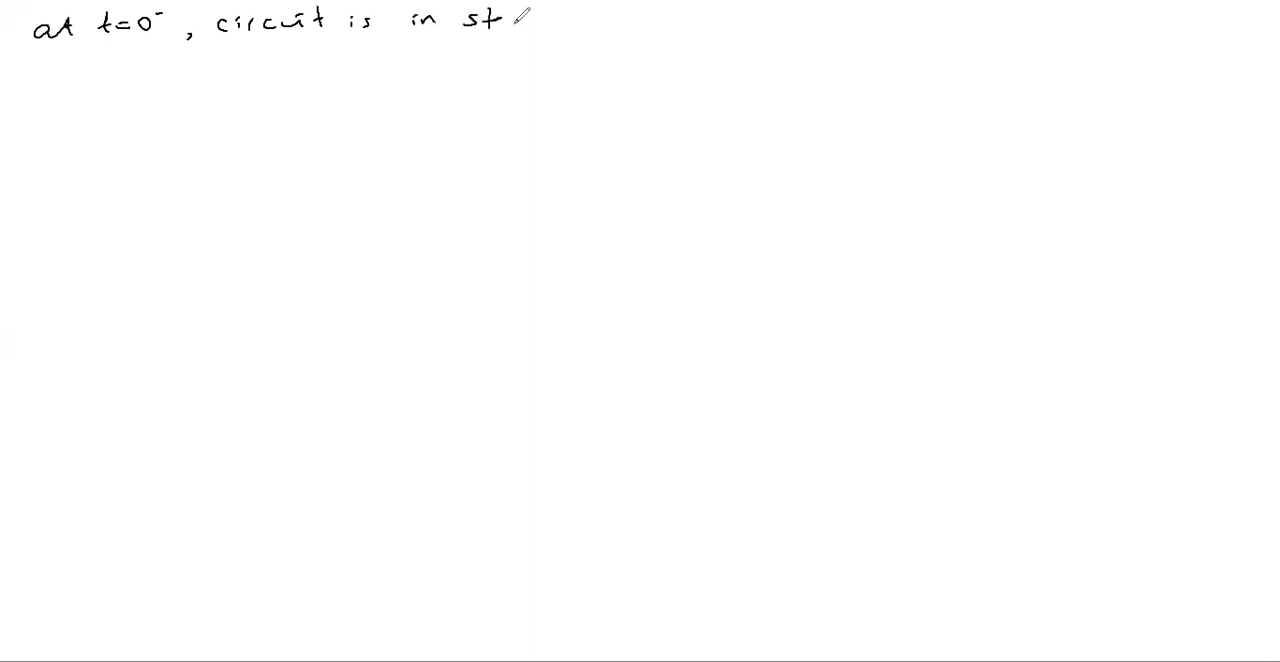 at t=0⁻, circuit is in st